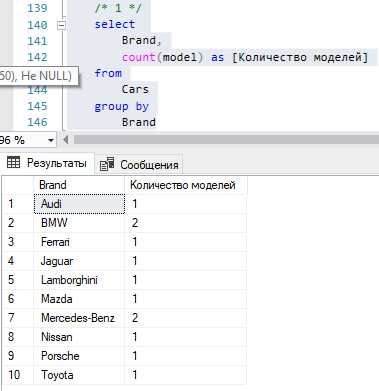 139 /* 1 */
140 select
141 Brand,
142 count(model) as [Количество моделей]
143 from
144 Cars
145 group by
146 Brand
50), Не NULL)
96 %
Результаты Сообщения
Brand Количество моделей
1 Audi 1
2 BMW 2
3 Ferrari 1
4 Jaguar 1
5 Lamborghini 1
6 Mazda 1
7 Mercedes-Benz 2
8 Nissan 1
9 Porsche 1
10 Toyota 1